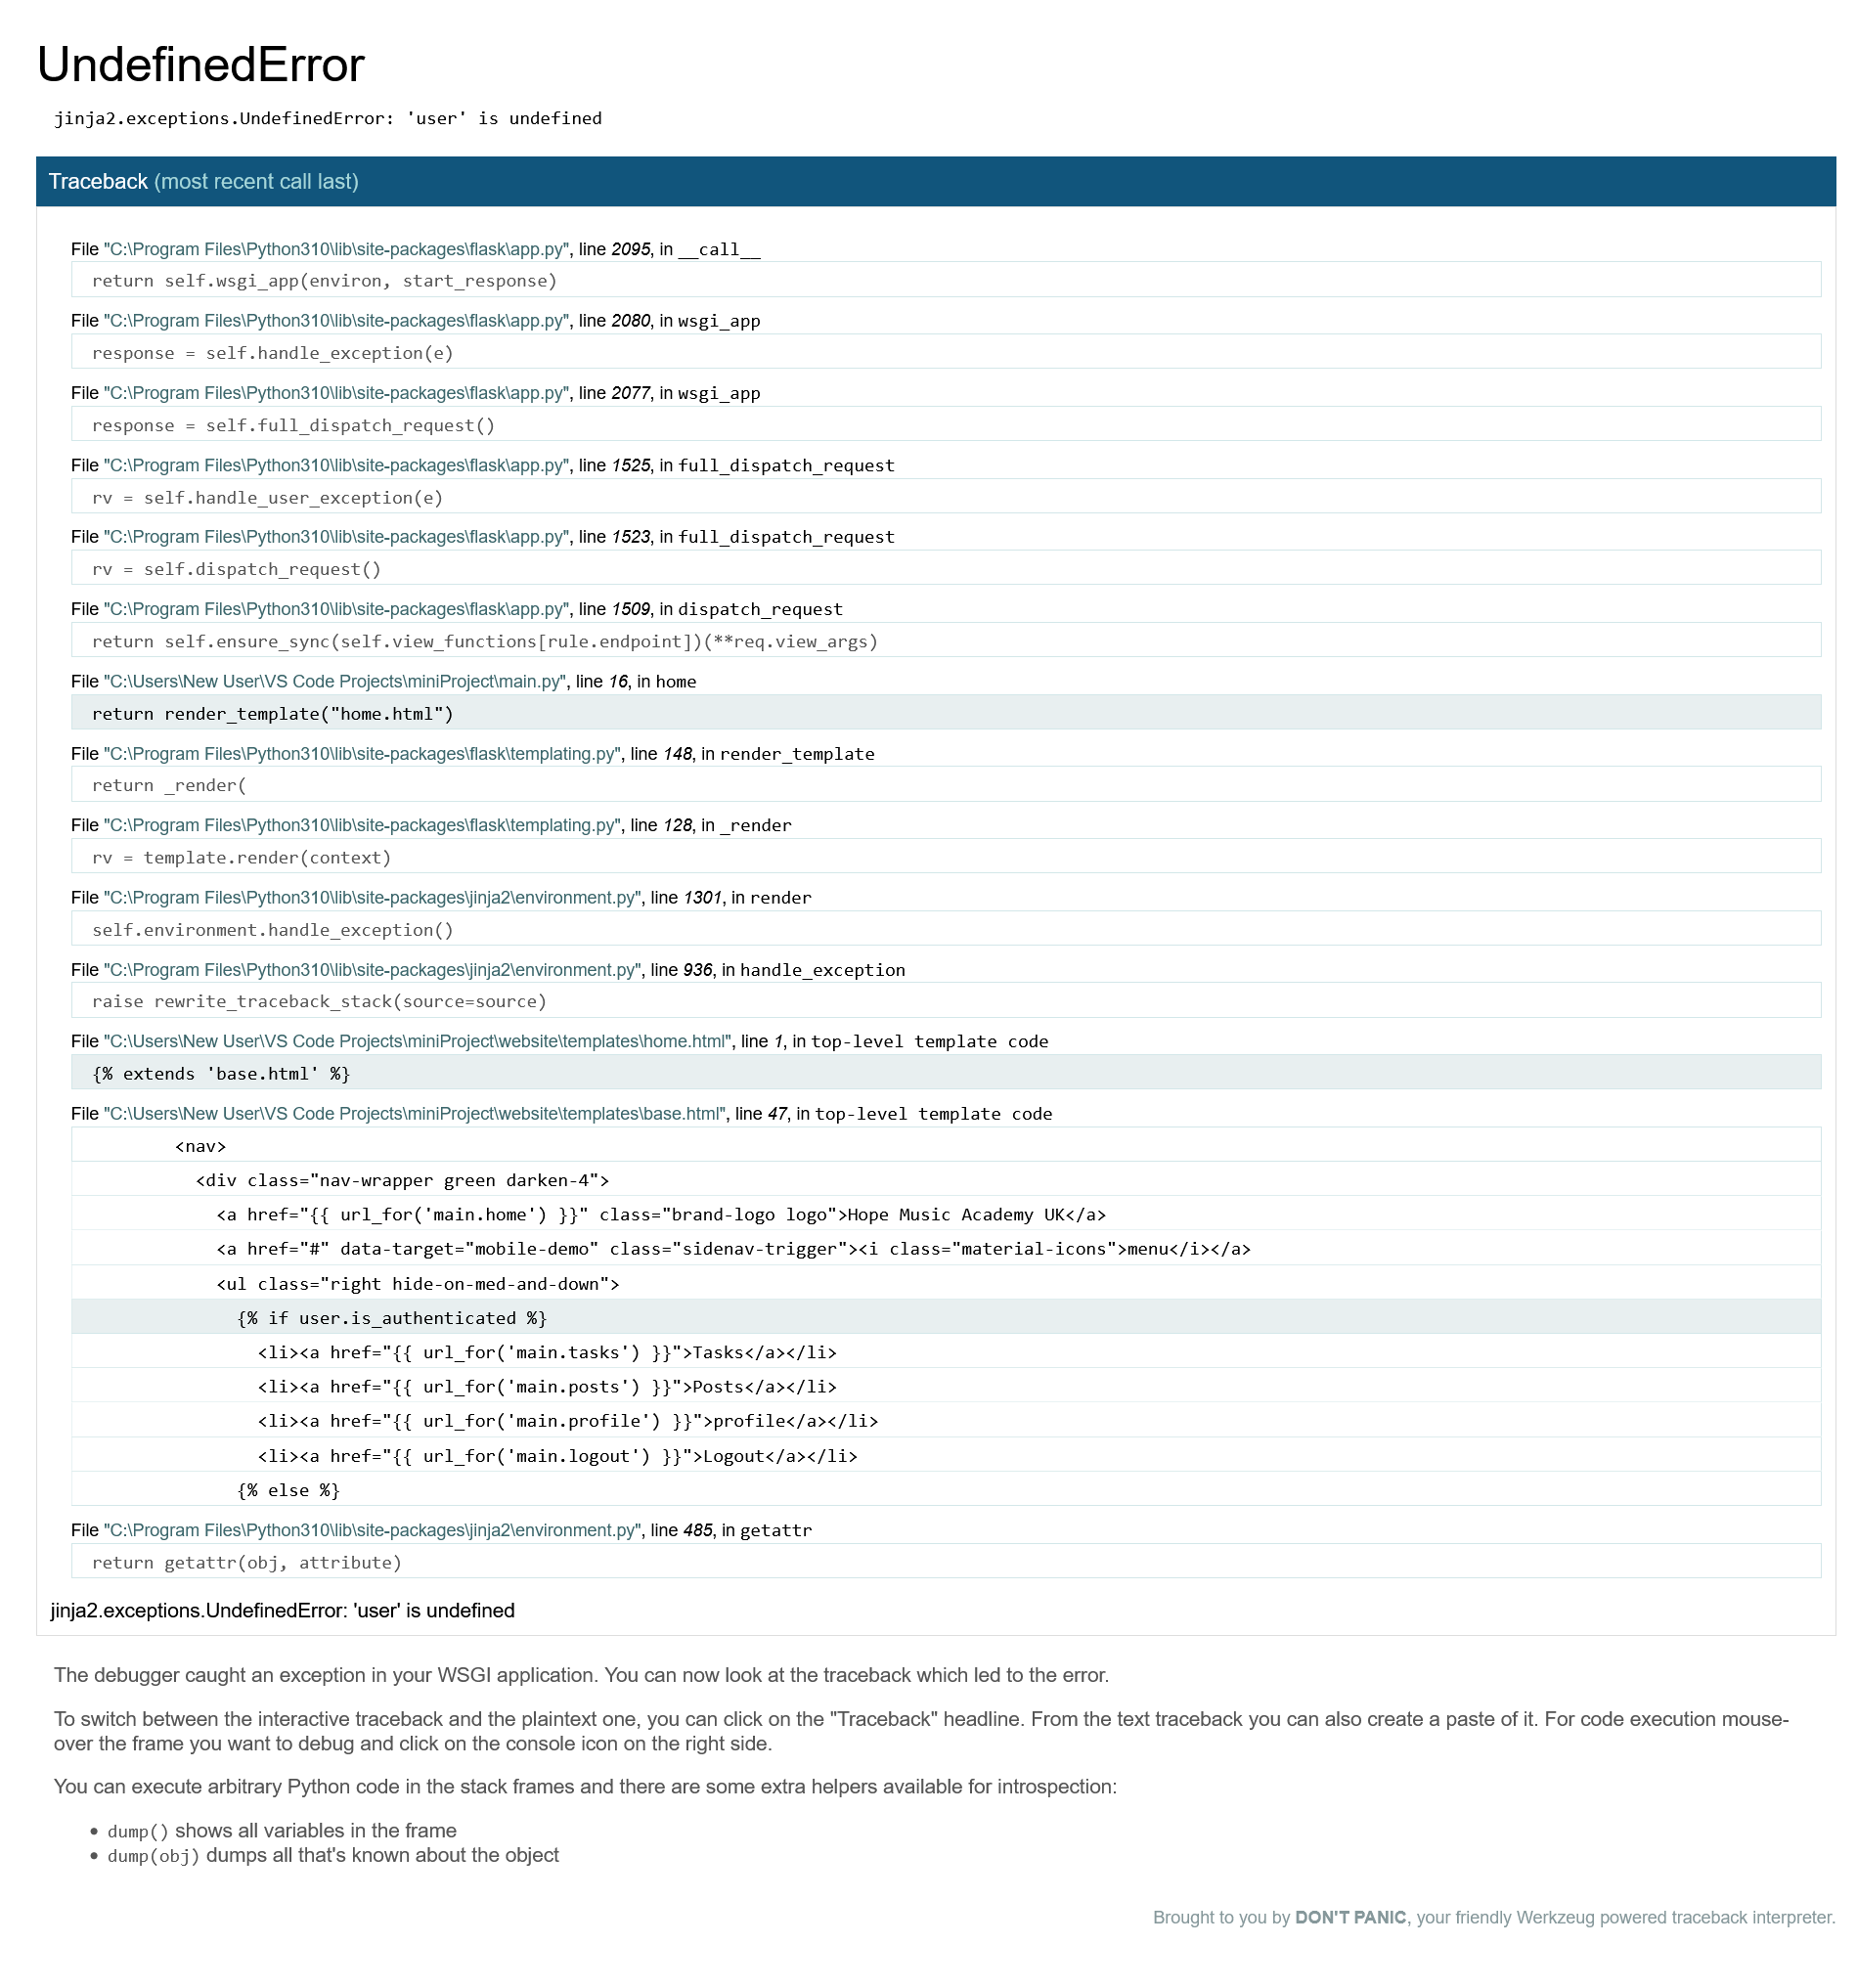 UndefinedError
jinja2.exceptions.UndefinedError: 'user' is undefined
Traceback (most recent call last)
File "C:\Program Files\Python310\lib\site-packages\flask\app.py", line 2095, in __call__
return self.wsgi_app(environ, start_response)
File "C:\Program Files\Python310\lib\site-packages\flask\app.py", line 2080, in wsgi_app
response = self.handle_exception(e)
File "C:\Program Files\Python310\lib\site-packages\flask\app.py", line 2077, in wsgi_app
response = self.full_dispatch_request()
File "C:\Program Files\Python310\lib\site-packages\flask\app.py", line 1525, in full_dispatch_request
rv = self.handle_user_exception(e)
File "C:\Program Files\Python310\lib\site-packages\flask\app.py", line 1523, in full_dispatch_request
rv = self.dispatch_request()
File "C:\Program Files\Python310\lib\site-packages\flask\app.py", line 1509, in dispatch_request
return self.ensure_sync(self.view_functions[rule.endpoint])(**req.view_args)
File "C:\Users\New User\VS Code Projects\miniProject\main.py", line 16, in home
return render_template("home.html")
File "C:\Program Files\Python310\lib\site-packages\flask\templating.py", line 148, in render_template
return _render(
File "C:\Program Files\Python310\lib\site-packages\flask\templating.py", line 128, in _render
rv = template.render(context)
File "C:\Program Files\Python310\lib\site-packages\jinja2\environment.py", line 1301, in render
self.environment.handle_exception()
File "C:\Program Files\Python310\lib\site-packages\jinja2\environment.py", line 936, in handle_exception
raise rewrite_traceback_stack(source=source)
File "C:\Users\New User\VS Code Projects\miniProject\website\templates\home.html", line 1, in top-level template code
{% extends 'base.html' %}
File "C:\Users\New User\VS Code Projects\miniProject\website\templates\base.html", line 47, in top-level template code
<nav>
<div class="nav-wrapper green darken-4">
<a href="{{ url_for('main.home') }}" class="brand-logo logo">Hope Music Academy UK</a>
<a href="#" data-target="mobile-demo" class="sidenav-trigger"><i class="material-icons">menu</i></a>
<ul class="right hide-on-med-and-down">
{% if user.is_authenticated %}
<li><a href="{{ url_for('main.tasks') }}">Tasks</a></li>
<li><a href="{{ url_for('main.posts') }}">Posts</a></li>
<li><a href="{{ url_for('main.profile') }}">profile</a></li>
<li><a href="{{ url_for('main.logout') }}">Logout</a></li>
{% else %}
File "C:\Program Files\Python310\lib\site-packages\jinja2\environment.py", line 485, in getattr
return getattr(obj, attribute)
jinja2.exceptions.UndefinedError: 'user' is undefined
The debugger caught an exception in your WSGI application. You can now look at the traceback which led to the error.
To switch between the interactive traceback and the plaintext one, you can click on the "Traceback" headline. From the text traceback you can also create a paste of it. For code execution mouse-
over the frame you want to debug and click on the console icon on the right side.
You can execute arbitrary Python code in the stack frames and there are some extra helpers available for introspection:
• dump() shows all variables in the frame
• dump(obj) dumps all that's known about the object
Brought to you by DON'T PANIC, your friendly Werkzeug powered traceback interpreter.